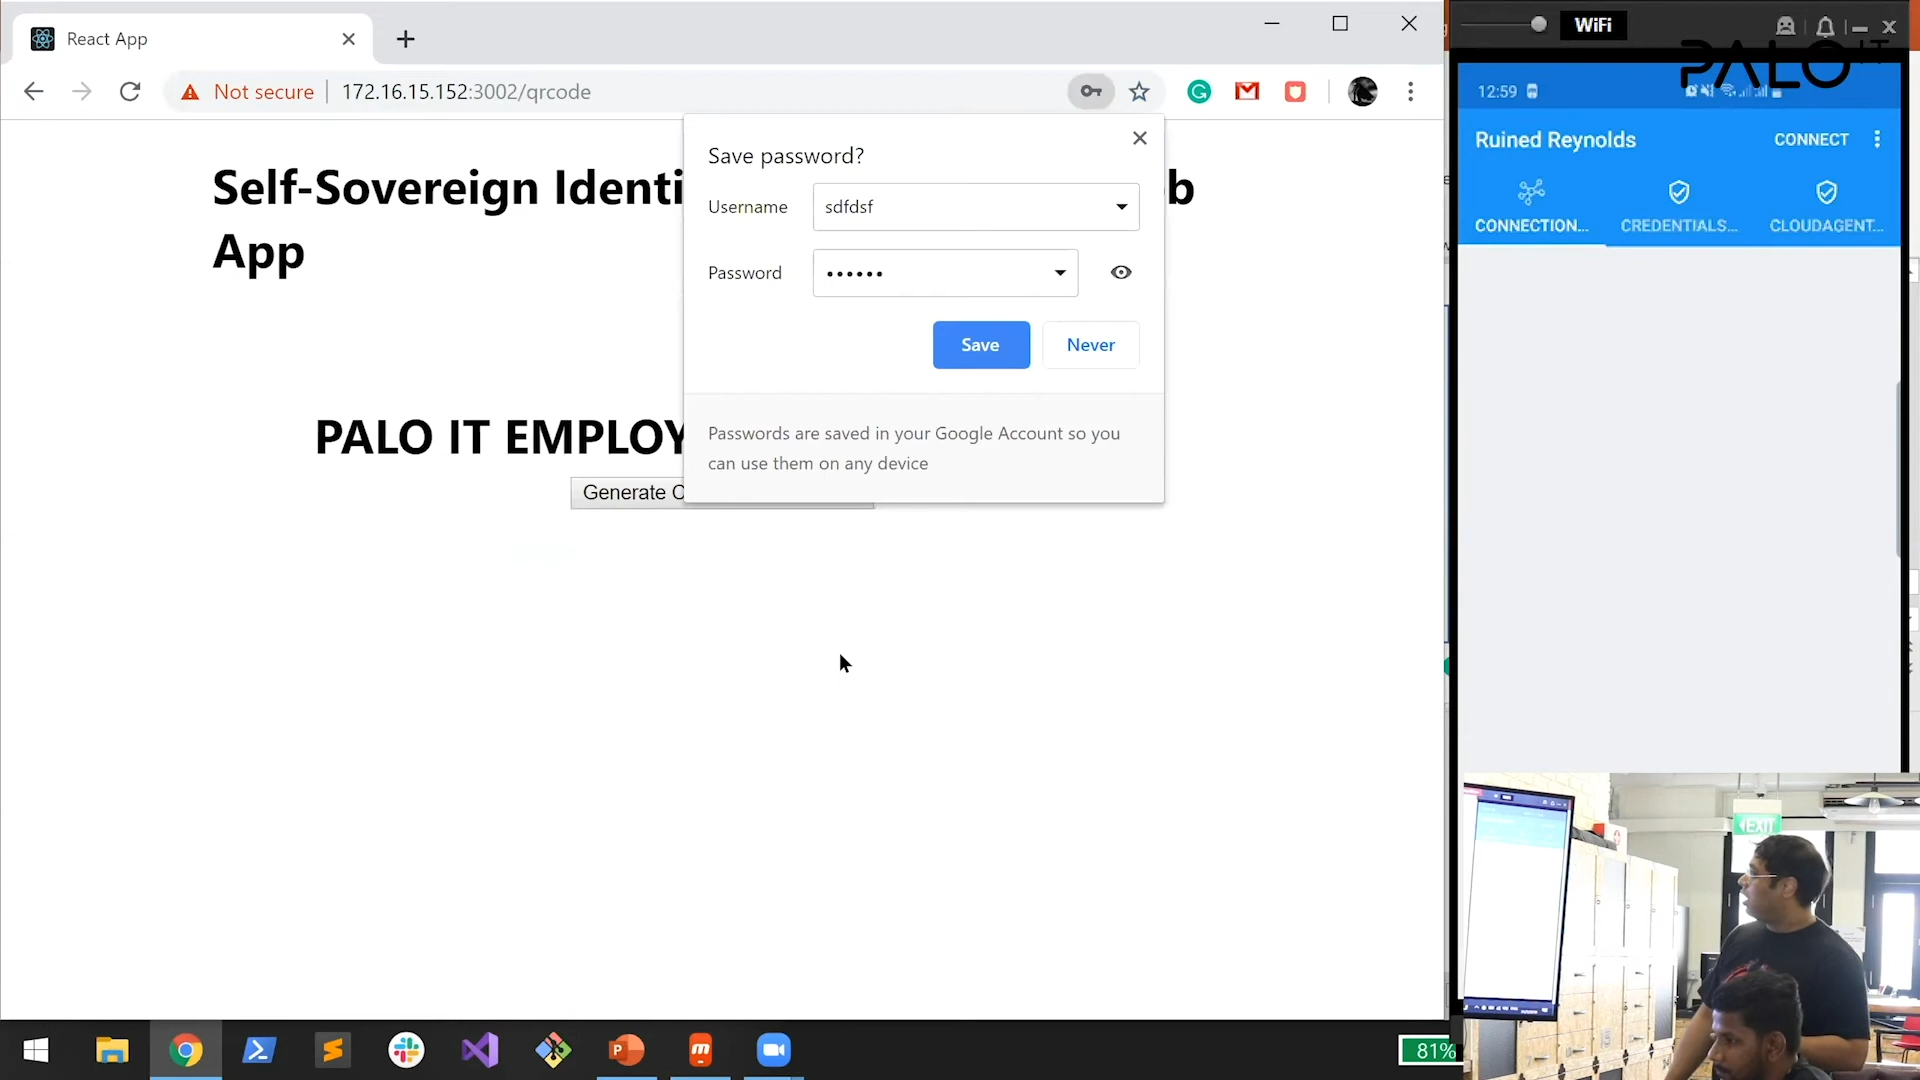 React App
Not secure
172.16.15.152:3002/qrcode
Self-Sovereign Identi
b
App
PALO IT EMPLOY
Generate
Save password?
Username
sdfdsf
Password
••••••
Save
Never
Passwords are saved in your Google Account so you
can use them on any device
WiFi
PALO IT
12:59
Ruined Reynolds
CONNECT
CONNECTION...
CREDENTIALS...
CLOUDAGENT...
EXIT
81%